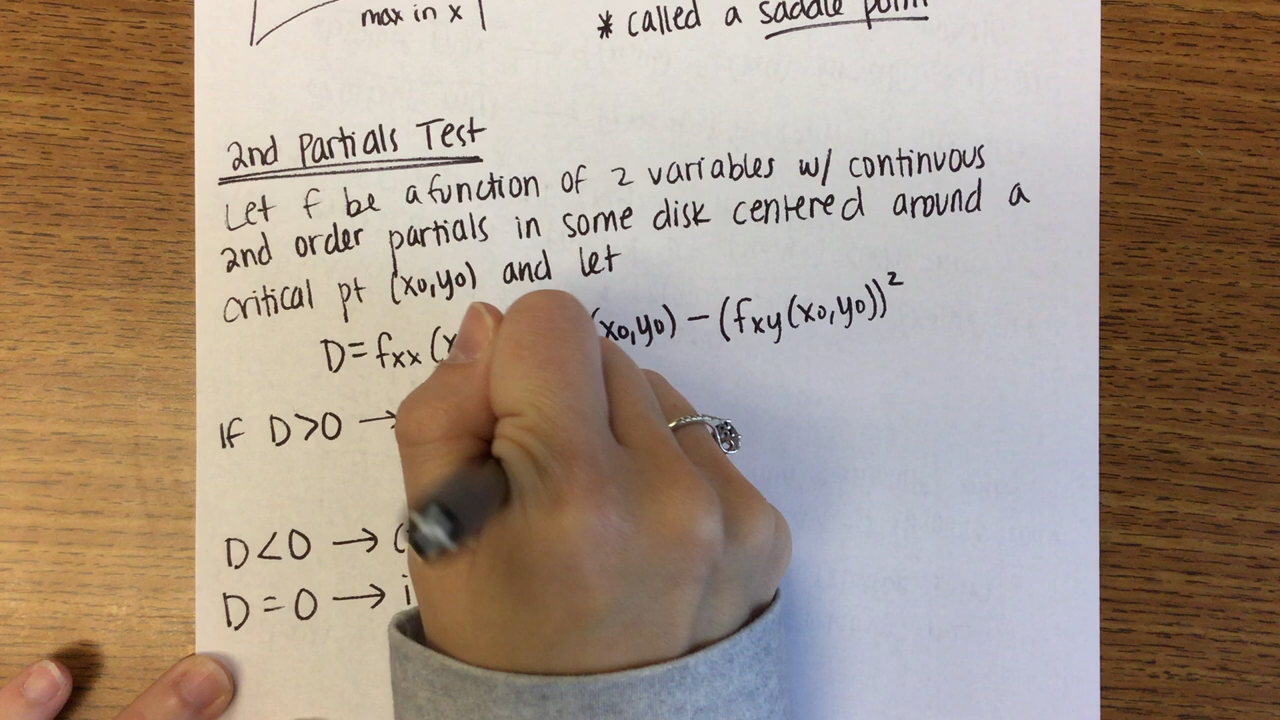 max in x
* called a saddle point
2nd Partials Test
Let f be a function of 2 variables w/ continuous
2nd order partials in some disk centered around a
critical pt (x0,y0) and let
D=fxx(x (x0,y0) − (fxy(x0,y0))²
If D>0 →
D<0 → (
D=0 → i